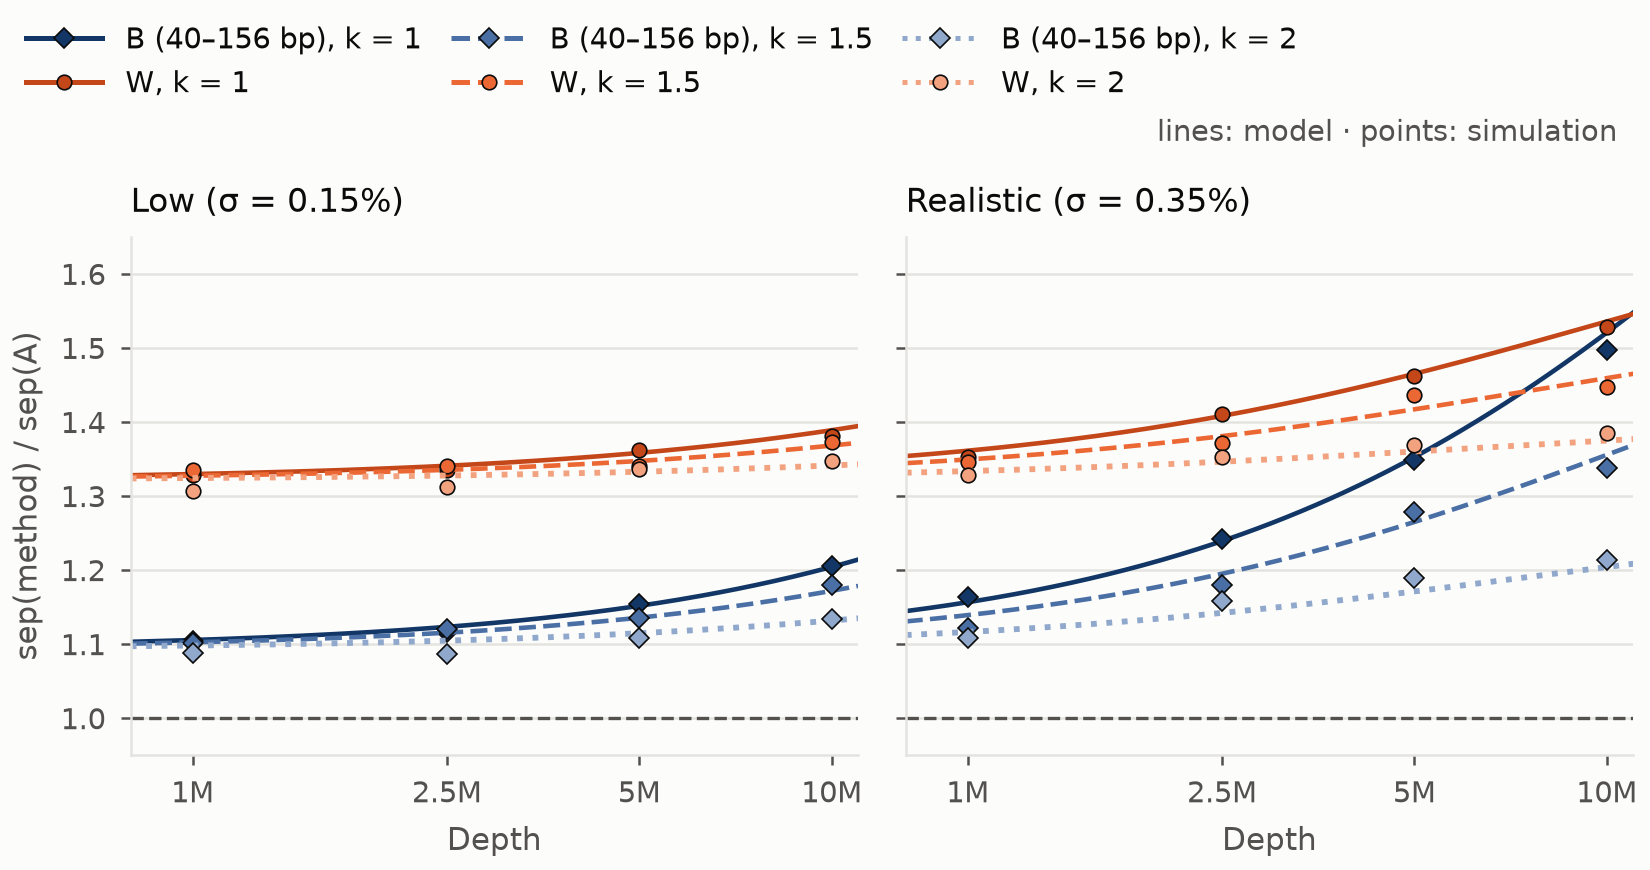 B (40–156 bp), k = 1 B (40–156 bp), k = 1.5 B (40–156 bp), k = 2
W, k = 1 W, k = 1.5 W, k = 2
lines: model · points: simulation
Low (σ = 0.15%) Realistic (σ = 0.35%)
sep(method) / sep(A)
1.6
1.5
1.4
1.3
1.2
1.1
1.0
1M 2.5M 5M 10M 1M 2.5M 5M 10M
Depth Depth